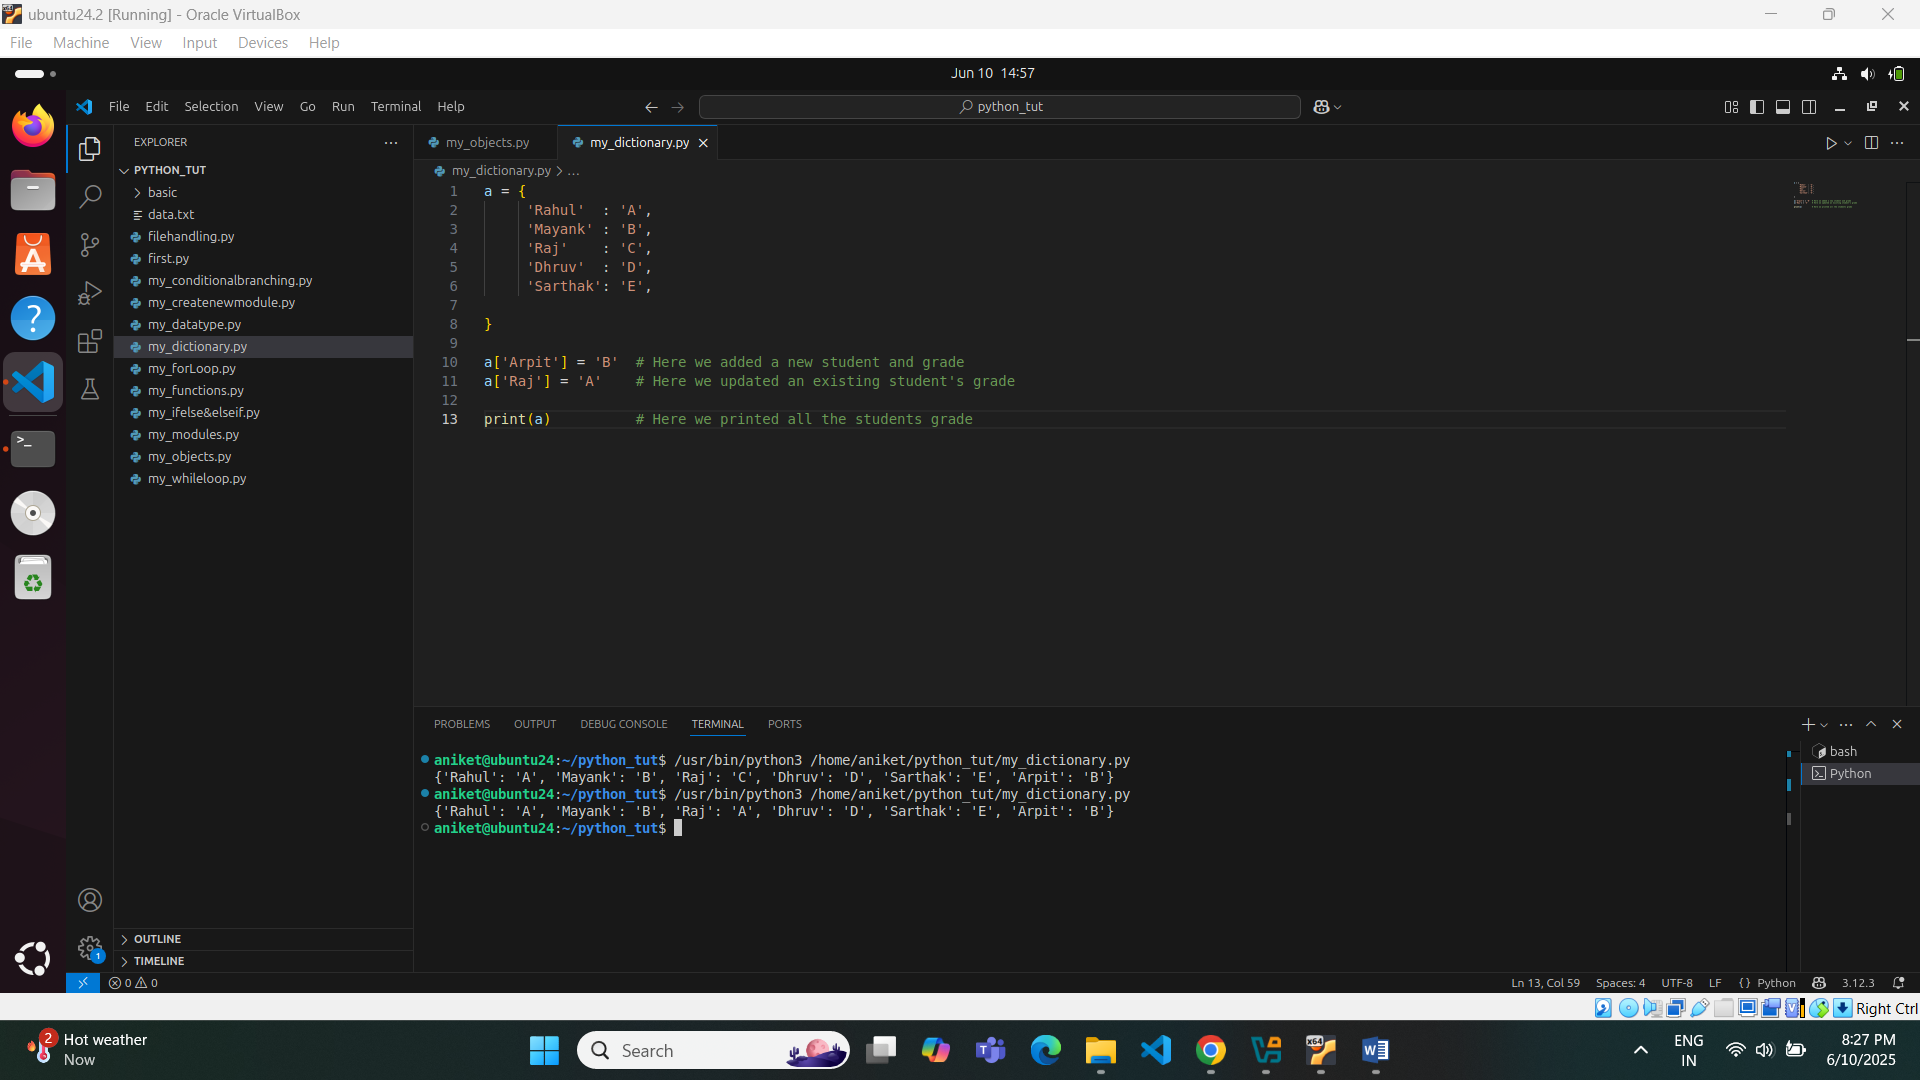 ubuntu24.2 [Running] - Oracle VirtualBox
File Machine View Input Devices Help
Jun 10 14:57
File Edit Selection View Go Run Terminal Help
python_tut
EXPLORER
PYTHON_TUT
basic
data.txt
filehandling.py
first.py
my_conditionalbranching.py
my_createnewmodule.py
my_datatype.py
my_dictionary.py
my_forLoop.py
my_functions.py
my_ifelse&elseif.py
my_modules.py
my_objects.py
my_whileloop.py
OUTLINE
TIMELINE
my_objects.py my_dictionary.py
my_dictionary.py > ...
1 a = {
2 'Rahul' : 'A',
3 'Mayank' : 'B',
4 'Raj' : 'C',
5 'Dhruv' : 'D',
6 'Sarthak': 'E',
7
8 }
9
10 a['Arpit'] = 'B' # Here we added a new student and grade
11 a['Raj'] = 'A' # Here we updated an existing student's grade
12
13 print(a) # Here we printed all the students grade
PROBLEMS OUTPUT DEBUG CONSOLE TERMINAL PORTS
aniket@ubuntu24:~/python_tut$ /usr/bin/python3 /home/aniket/python_tut/my_dictionary.py
{'Rahul': 'A', 'Mayank': 'B', 'Raj': 'C', 'Dhruv': 'D', 'Sarthak': 'E', 'Arpit': 'B'}
aniket@ubuntu24:~/python_tut$ /usr/bin/python3 /home/aniket/python_tut/my_dictionary.py
{'Rahul': 'A', 'Mayank': 'B', 'Raj': 'A', 'Dhruv': 'D', 'Sarthak': 'E', 'Arpit': 'B'}
aniket@ubuntu24:~/python_tut$
bash
Python
1
0 0
Ln 13, Col 59 Spaces: 4 UTF-8 LF {} Python 3.12.3
Right Ctrl
2
Hot weather
Now
Search
ENG
IN
8:27 PM
6/10/2025